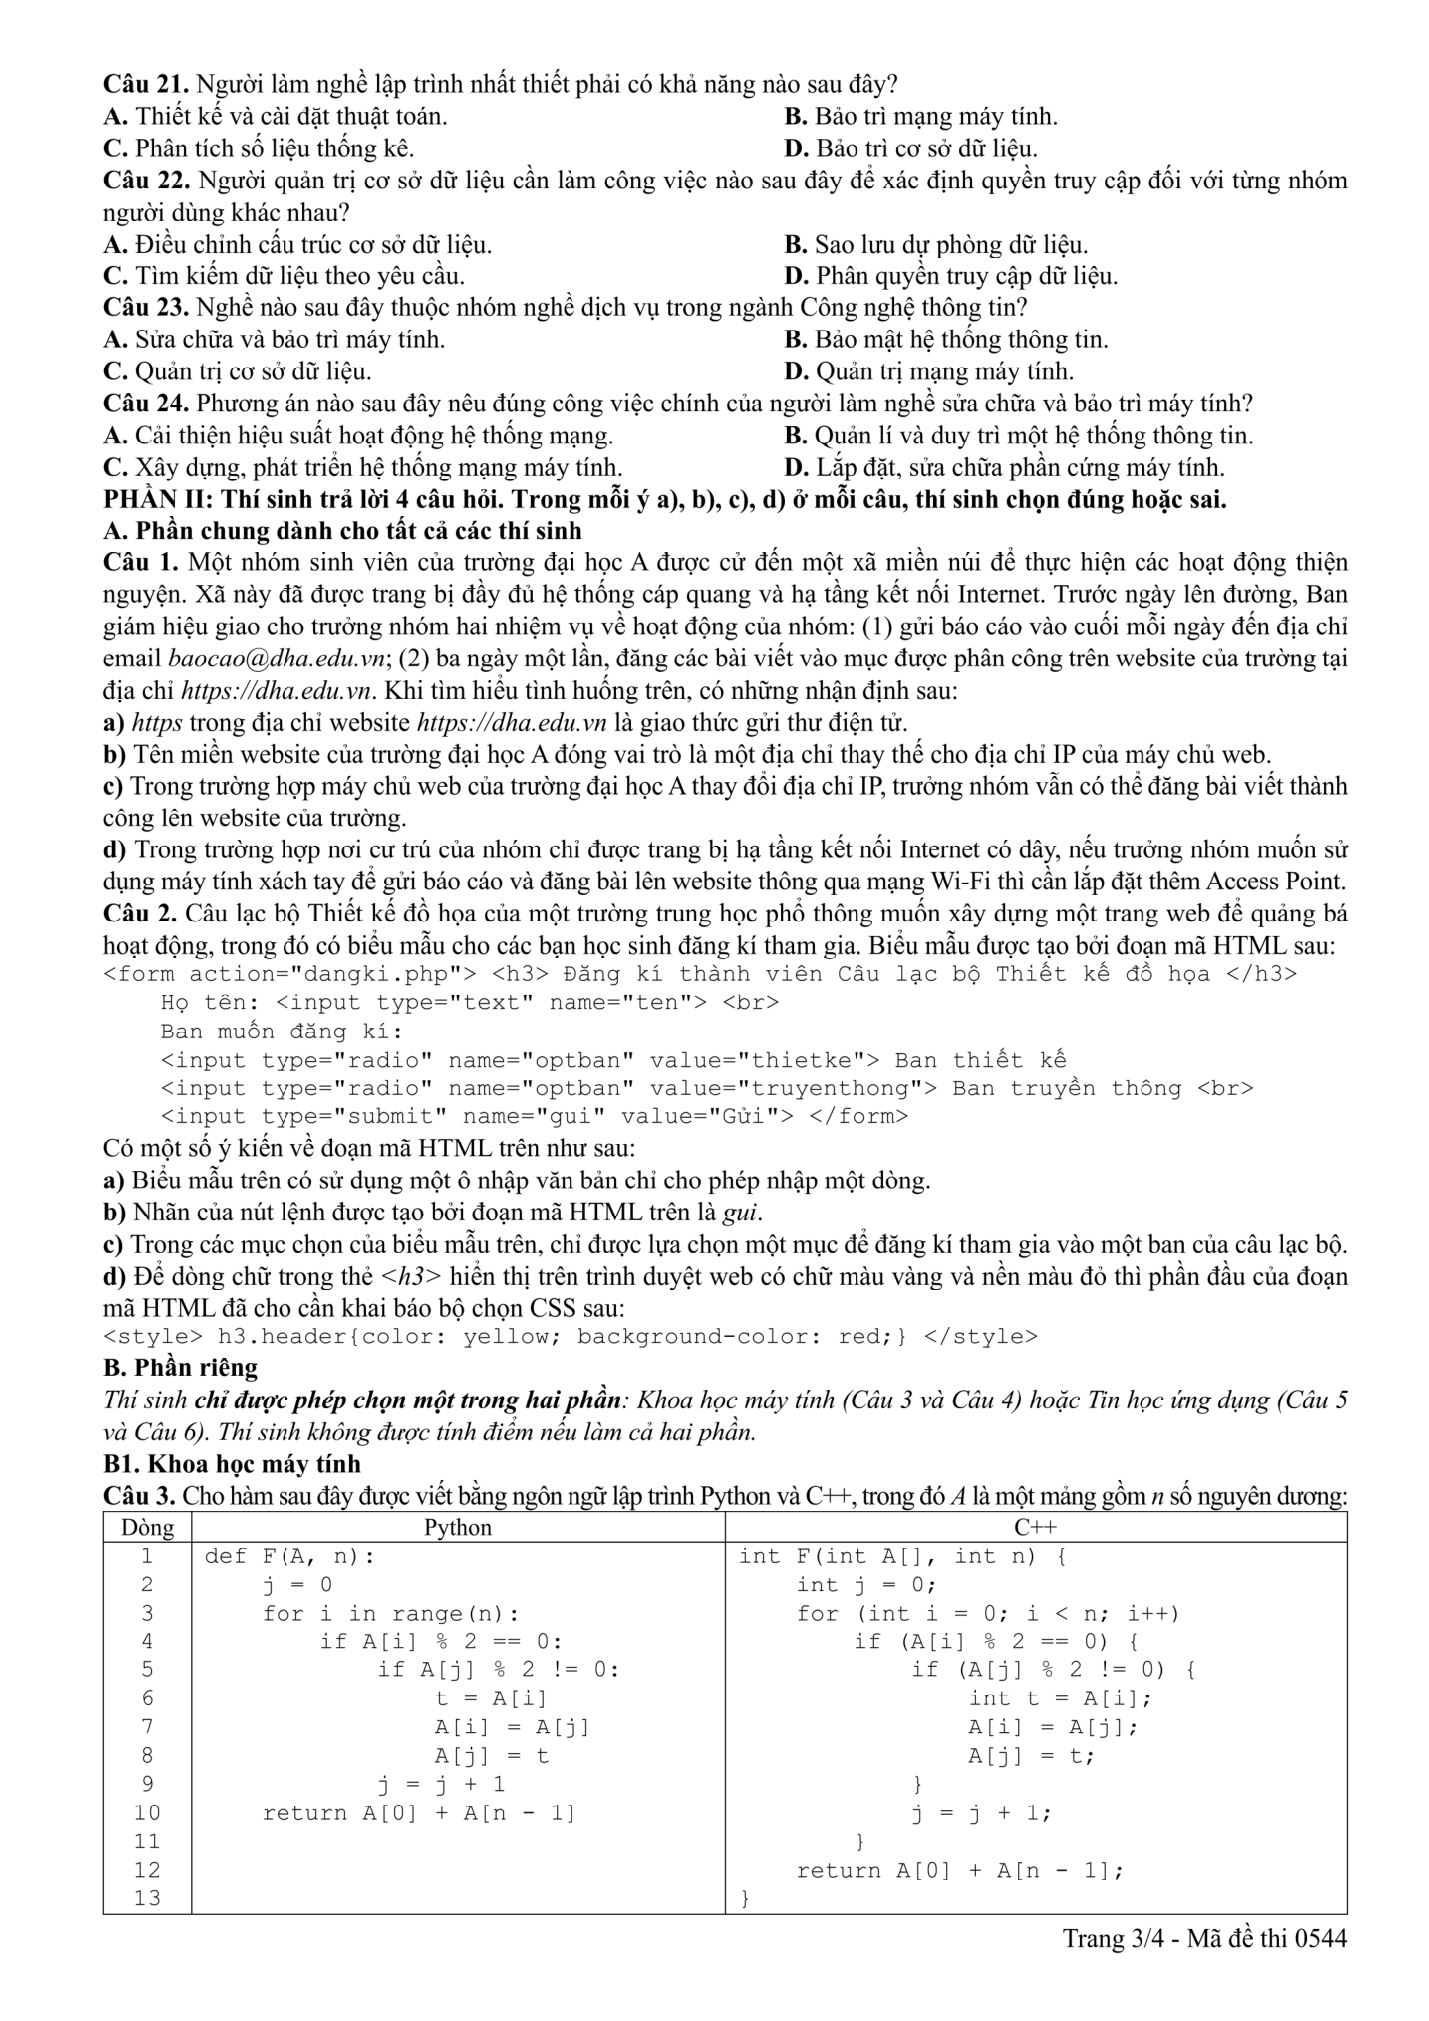 Câu 21. Người làm nghề lập trình nhất thiết phải có khả năng nào sau đây?
A. Thiết kế và cài đặt thuật toán. B. Bảo trì mạng máy tính.
C. Phân tích số liệu thống kê. D. Bảo trì cơ sở dữ liệu.
Câu 22. Người quản trị cơ sở dữ liệu cần làm công việc nào sau đây để xác định quyền truy cập đối với từng nhóm
người dùng khác nhau?
A. Điều chỉnh cấu trúc cơ sở dữ liệu. B. Sao lưu dự phòng dữ liệu.
C. Tìm kiếm dữ liệu theo yêu cầu. D. Phân quyền truy cập dữ liệu.
Câu 23. Nghề nào sau đây thuộc nhóm nghề dịch vụ trong ngành Công nghệ thông tin?
A. Sửa chữa và bảo trì máy tính. B. Bảo mật hệ thống thông tin.
C. Quản trị cơ sở dữ liệu. D. Quản trị mạng máy tính.
Câu 24. Phương án nào sau đây nêu đúng công việc chính của người làm nghề sửa chữa và bảo trì máy tính?
A. Cải thiện hiệu suất hoạt động hệ thống mạng. B. Quản lí và duy trì một hệ thống thông tin.
C. Xây dựng, phát triển hệ thống mạng máy tính. D. Lắp đặt, sửa chữa phần cứng máy tính.
PHẦN II: Thí sinh trả lời 4 câu hỏi. Trong mỗi ý a), b), c), d) ở mỗi câu, thí sinh chọn đúng hoặc sai.
A. Phần chung dành cho tất cả các thí sinh
Câu 1. Một nhóm sinh viên của trường đại học A được cử đến một xã miền núi để thực hiện các hoạt động thiện
nguyện. Xã này đã được trang bị đầy đủ hệ thống cáp quang và hạ tầng kết nối Internet. Trước ngày lên đường, Ban
giám hiệu giao cho trưởng nhóm hai nhiệm vụ về hoạt động của nhóm: (1) gửi báo cáo vào cuối mỗi ngày đến địa chỉ
email baocao@dha.edu.vn; (2) ba ngày một lần, đăng các bài viết vào mục được phân công trên website của trường tại
địa chỉ https://dha.edu.vn. Khi tìm hiểu tình huống trên, có những nhận định sau:
a) https trong địa chỉ website https://dha.edu.vn là giao thức gửi thư điện tử.
b) Tên miền website của trường đại học A đóng vai trò là một địa chỉ thay thế cho địa chỉ IP của máy chủ web.
c) Trong trường hợp máy chủ web của trường đại học A thay đổi địa chỉ IP, trưởng nhóm vẫn có thể đăng bài viết thành
công lên website của trường.
d) Trong trường hợp nơi cư trú của nhóm chỉ được trang bị hạ tầng kết nối Internet có dây, nếu trưởng nhóm muốn sử
dụng máy tính xách tay để gửi báo cáo và đăng bài lên website thông qua mạng Wi-Fi thì cần lắp đặt thêm Access Point.
Câu 2. Câu lạc bộ Thiết kế đồ họa của một trường trung học phổ thông muốn xây dựng một trang web để quảng bá
hoạt động, trong đó có biểu mẫu cho các bạn học sinh đăng kí tham gia. Biểu mẫu được tạo bởi đoạn mã HTML sau:
<form action="dangki.php"> <h3> Đăng kí thành viên Câu lạc bộ Thiết kế đồ họa </h3>
Họ tên: <input type="text" name="ten"> <br>
Ban muốn đăng kí:
<input type="radio" name="optban" value="thietke"> Ban thiết kế
<input type="radio" name="optban" value="truyenthong"> Ban truyền thông <br>
<input type="submit" name="gui" value="Gửi"> </form>
Có một số ý kiến về đoạn mã HTML trên như sau:
a) Biểu mẫu trên có sử dụng một ô nhập văn bản chỉ cho phép nhập một dòng.
b) Nhãn của nút lệnh được tạo bởi đoạn mã HTML trên là gui.
c) Trong các mục chọn của biểu mẫu trên, chỉ được lựa chọn một mục để đăng kí tham gia vào một ban của câu lạc bộ.
d) Để dòng chữ trong thẻ <h3> hiển thị trên trình duyệt web có chữ màu vàng và nền màu đỏ thì phần đầu của đoạn
mã HTML đã cho cần khai báo bộ chọn CSS sau:
<style> h3.header{color: yellow; background-color: red;} </style>
B. Phần riêng
Thí sinh chỉ được phép chọn một trong hai phần: Khoa học máy tính (Câu 3 và Câu 4) hoặc Tin học ứng dụng (Câu 5
và Câu 6). Thí sinh không được tính điểm nếu làm cả hai phần.
B1. Khoa học máy tính
Câu 3. Cho hàm sau đây được viết bằng ngôn ngữ lập trình Python và C++, trong đó A là một mảng gồm n số nguyên dương:
Dòng Python C++
1 def F(A, n): int F(int A[], int n) {
2 j = 0 int j = 0;
3 for i in range(n): for (int i = 0; i < n; i++)
4 if A[i] % 2 == 0: if (A[i] % 2 == 0) {
5 if A[j] % 2 != 0: if (A[j] % 2 != 0) {
6 t = A[i] int t = A[i];
7 A[i] = A[j] A[i] = A[j];
8 A[j] = t A[j] = t;
9 j = j + 1 }
10 return A[0] + A[n - 1] j = j + 1;
11 }
12 return A[0] + A[n - 1];
13 }
Trang 3/4 - Mã đề thi 0544